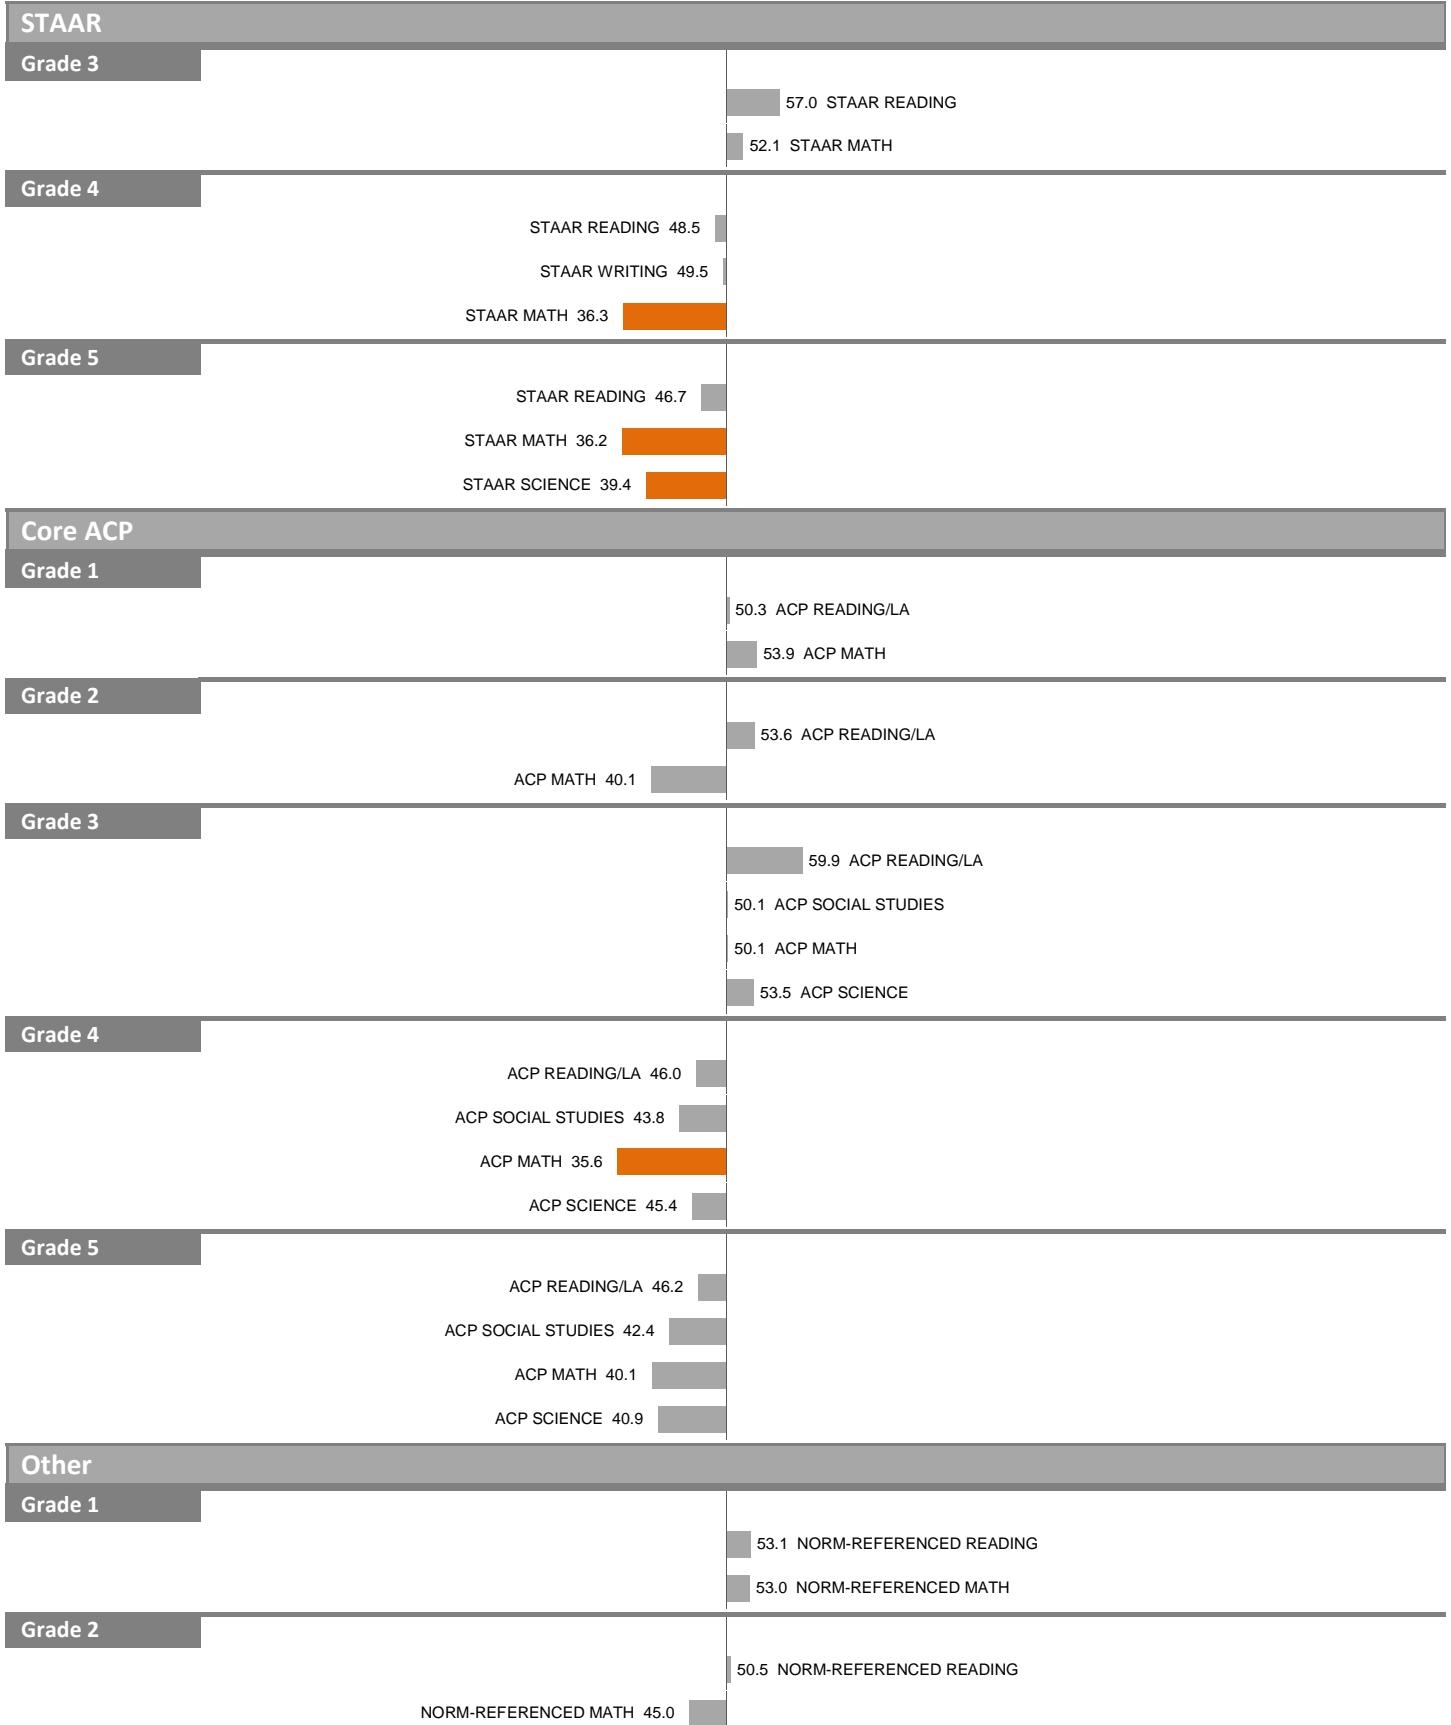 STAAR
Grade 3
57.0 STAAR READING
52.1 STAAR MATH
Grade 4
STAAR READING 48.5
STAAR WRITING 49.5
STAAR MATH 36.3
Grade 5
STAAR READING 46.7
STAAR MATH 36.2
STAAR SCIENCE 39.4
Core ACP
Grade 1
50.3 ACP READING/LA
53.9 ACP MATH
Grade 2
53.6 ACP READING/LA
ACP MATH 40.1
Grade 3
59.9 ACP READING/LA
50.1 ACP SOCIAL STUDIES
50.1 ACP MATH
53.5 ACP SCIENCE
Grade 4
ACP READING/LA 46.0
ACP SOCIAL STUDIES 43.8
ACP MATH 35.6
ACP SCIENCE 45.4
Grade 5
ACP READING/LA 46.2
ACP SOCIAL STUDIES 42.4
ACP MATH 40.1
ACP SCIENCE 40.9
Other
Grade 1
53.1 NORM-REFERENCED READING
53.0 NORM-REFERENCED MATH
Grade 2
50.5 NORM-REFERENCED READING
NORM-REFERENCED MATH 45.0